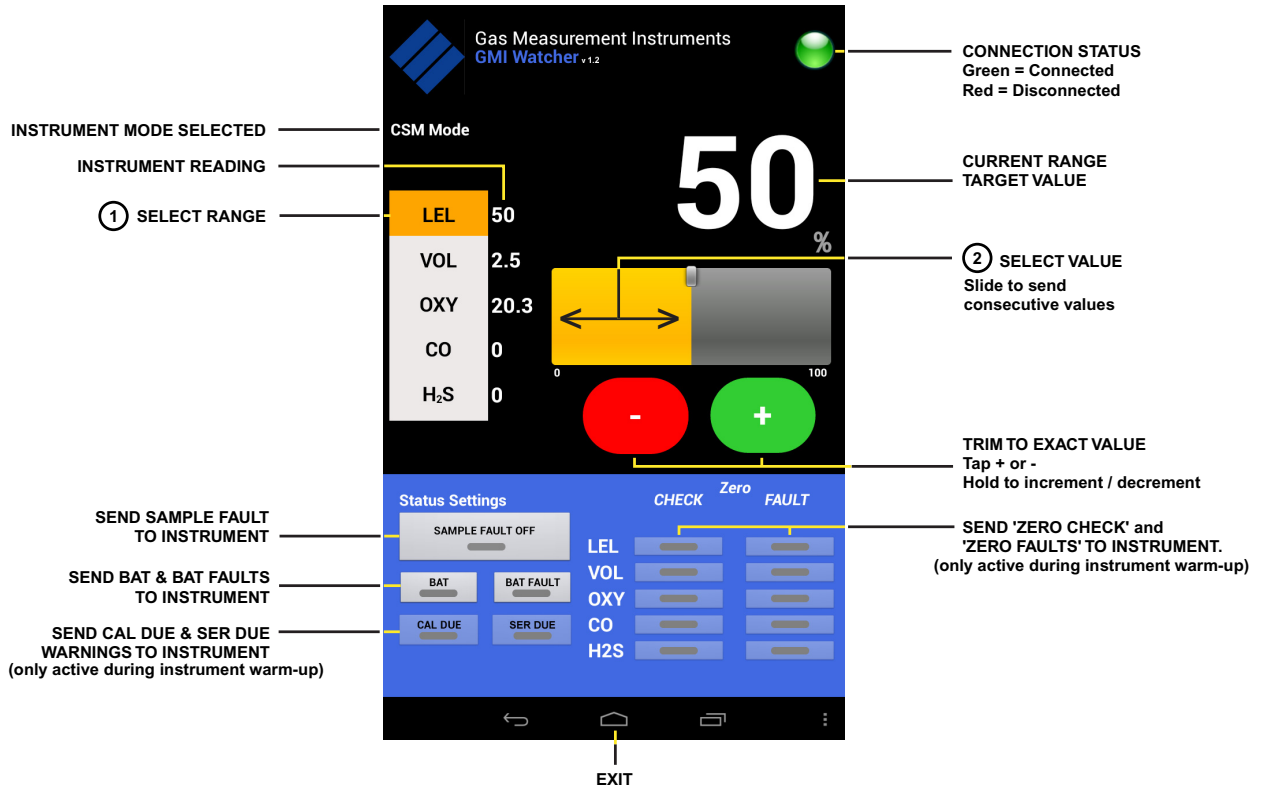 Gas Measurement Instruments
GMI Watcher v 1.2
CONNECTION STATUS
Green = Connected
Red = Disconnected
INSTRUMENT MODE SELECTED
CSM Mode
INSTRUMENT READING
50
%
CURRENT RANGE
TARGET VALUE
1 SELECT RANGE
LEL 50
VOL 2.5
OXY 20.3
CO 0
H₂S 0
2 SELECT VALUE
Slide to send
consecutive values
0 100
- +
TRIM TO EXACT VALUE
Tap + or -
Hold to increment / decrement
Status Settings
Zero
CHECK FAULT
SEND SAMPLE FAULT
TO INSTRUMENT
SAMPLE FAULT OFF
SEND BAT & BAT FAULTS
TO INSTRUMENT
BAT BAT FAULT
SEND CAL DUE & SER DUE
WARNINGS TO INSTRUMENT
(only active during instrument warm-up)
CAL DUE SER DUE
LEL
VOL
OXY
CO
H2S
SEND 'ZERO CHECK' and
'ZERO FAULTS' TO INSTRUMENT.
(only active during instrument warm-up)
EXIT